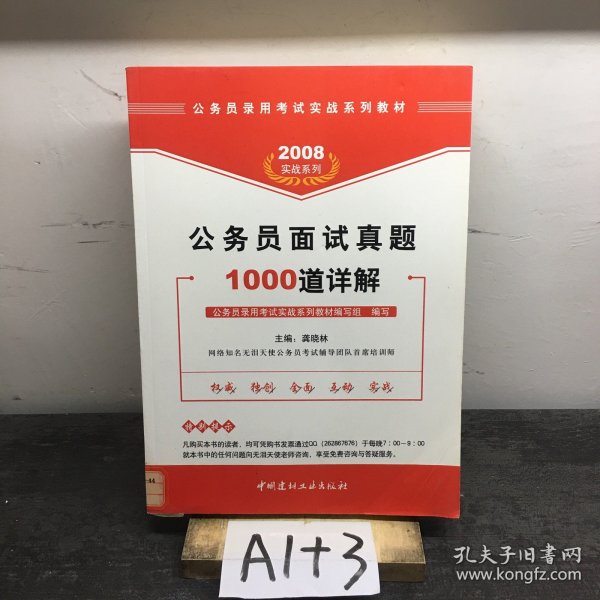 公务员录用考试实战系列教材
2008
实战系列
公务员面试真题
1000道详解
公务员录用考试实战系列教材编写组 编写
主编：龚晓林
网络知名无泪天使公务员考试辅导团队首席培训师
权威 独创 全面 互动 实战
特别提示
凡购买本书的读者，均可凭购书发票通过QQ（262867676）于每晚7：00～9：00
就本书中的任何问题向无泪天使老师咨询，享受免费咨询与答疑服务。
中国建材工业出版社
44
A1+3
孔夫子旧书网
www.kongfz.com